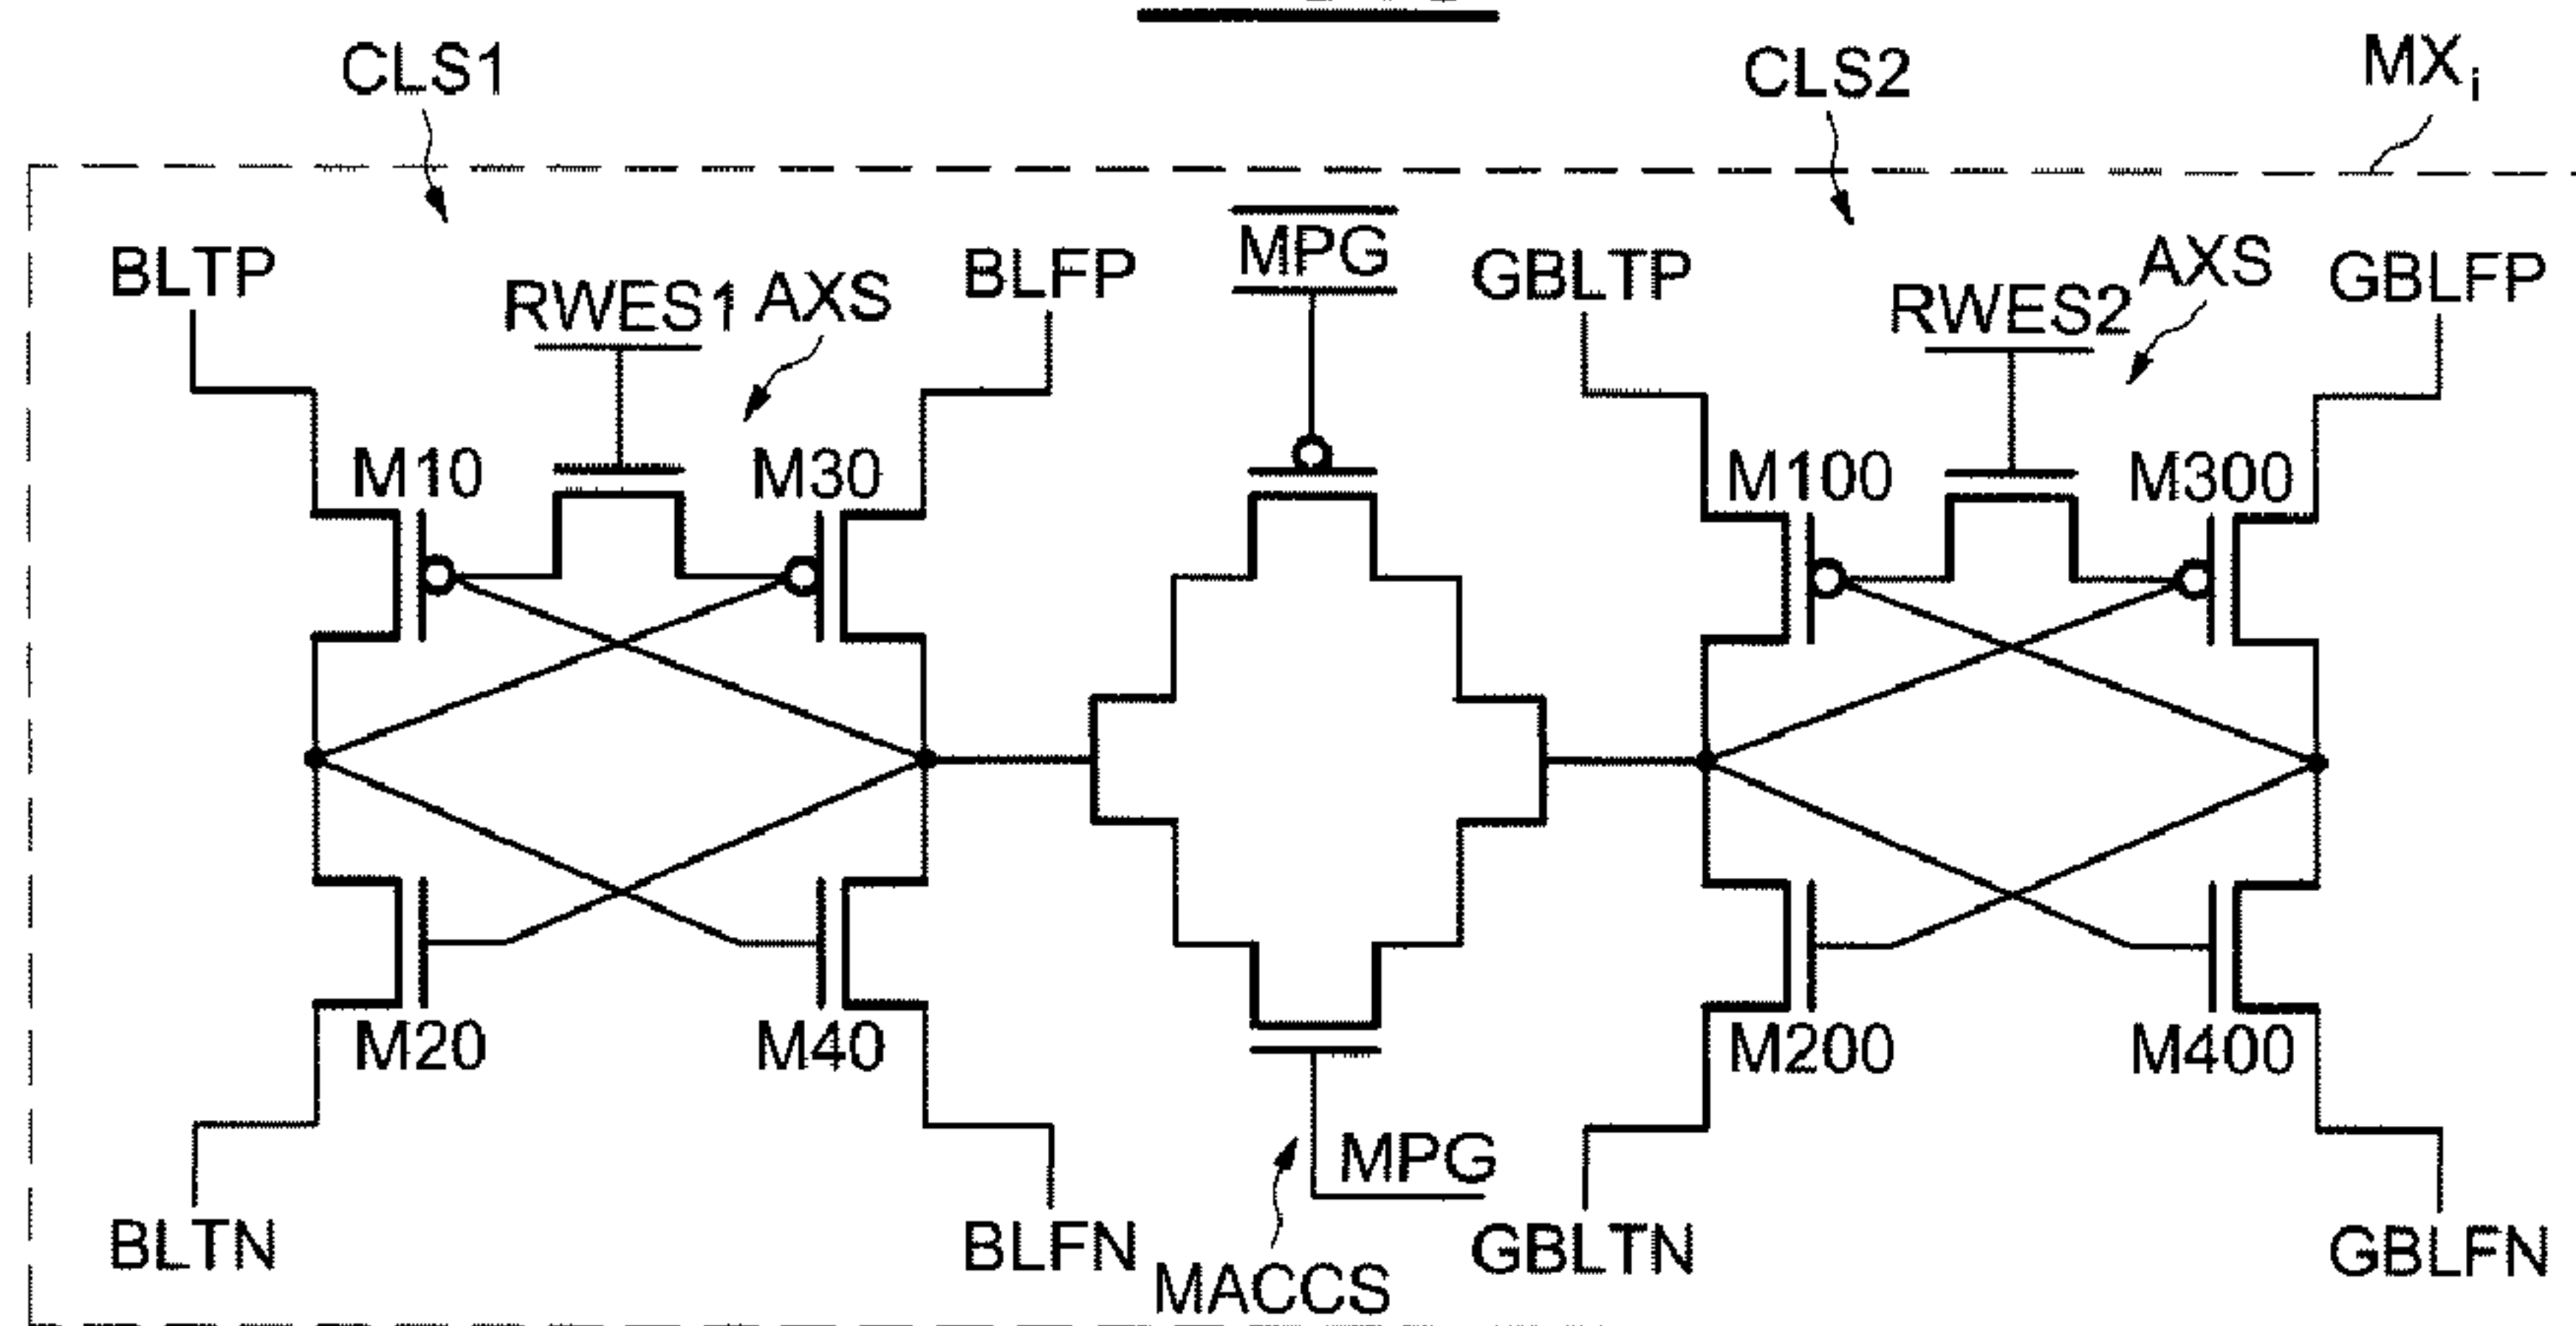 CLS1
CLS2
MXi
BLTP
RWES1
AXS
BLFP
MPG
GBLTP
RWES2
AXS
GBLFP
M10
M30
M100
M300
M20
M40
M200
M400
MPG
BLTN
BLFN
MACCS
GBLTN
GBLFN